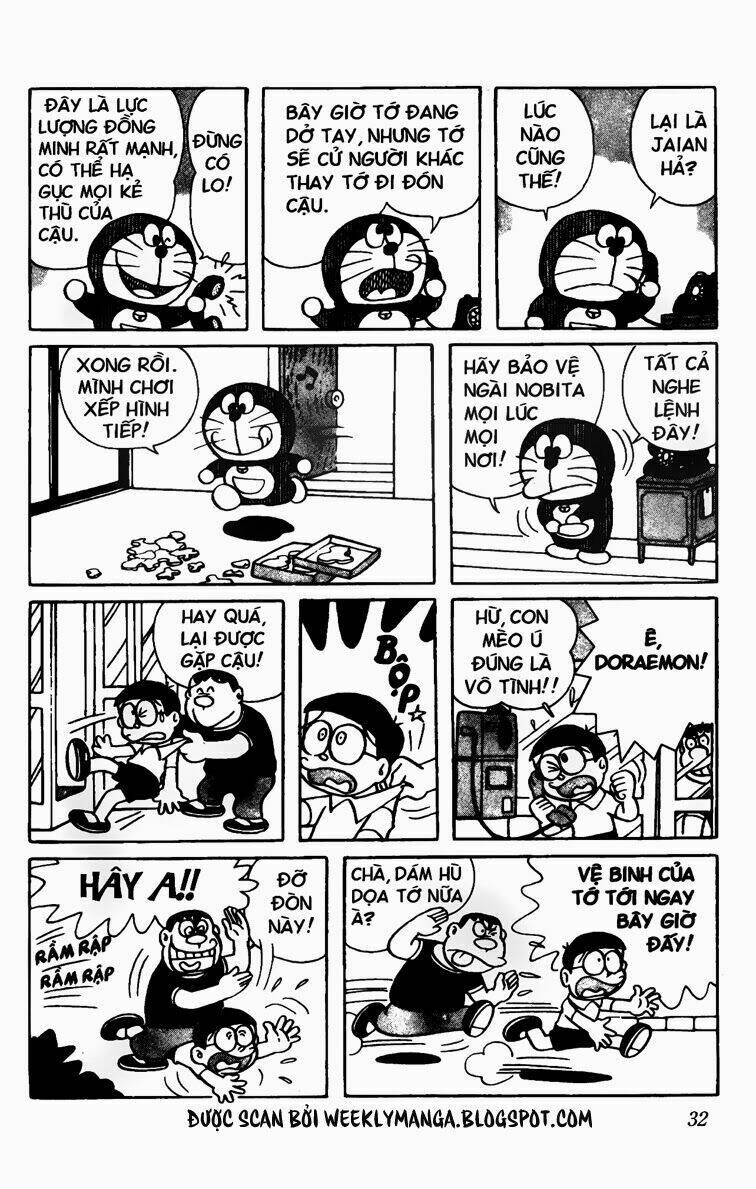 LẠI LÀ
JAIAN
HẢ?
LÚC
NÀO
CŨNG
THẾ!
BÂY GIỜ TỚ ĐANG
DỞ TAY, NHƯNG TỚ
SẼ CỬ NGƯỜI KHÁC
THAY TỚ ĐI ĐÓN
CẬU.
ĐỪNG
CÓ
LO!
ĐÂY LÀ LỰC
LƯỢNG ĐỒNG
MINH RẤT MẠNH,
CÓ THỂ HẠ
GỤC MỌI KẺ
THÙ CỦA
CẬU.
TẤT CẢ
NGHE
LỆNH
ĐÂY!
HÃY BẢO VỆ
NGÀI NOBITA
MỌI LÚC
MỌI
NƠI!
XONG RỒI.
MÌNH CHƠI
XẾP HÌNH
TIẾP!
Ê,
DORAEMON!
HỪ, CON
MÈO Ú
ĐÚNG LÀ
VÔ TÌNH!!
BỘP
HAY QUÁ,
LẠI ĐƯỢC
GẶP CẬU!
VỆ BINH CỦA
TỚ TỚI NGAY
BÂY GIỜ
ĐẤY!
CHÀ, DÁM HÙ
DỌA TỚ NỮA
À?
ĐỠ
ĐÒN
NÀY!
HÂY A!!
RẦM RẬP
RẦM RẬP
ĐƯỢC SCAN BỞI WEEKLYMANGA.BLOGSPOT.COM
32